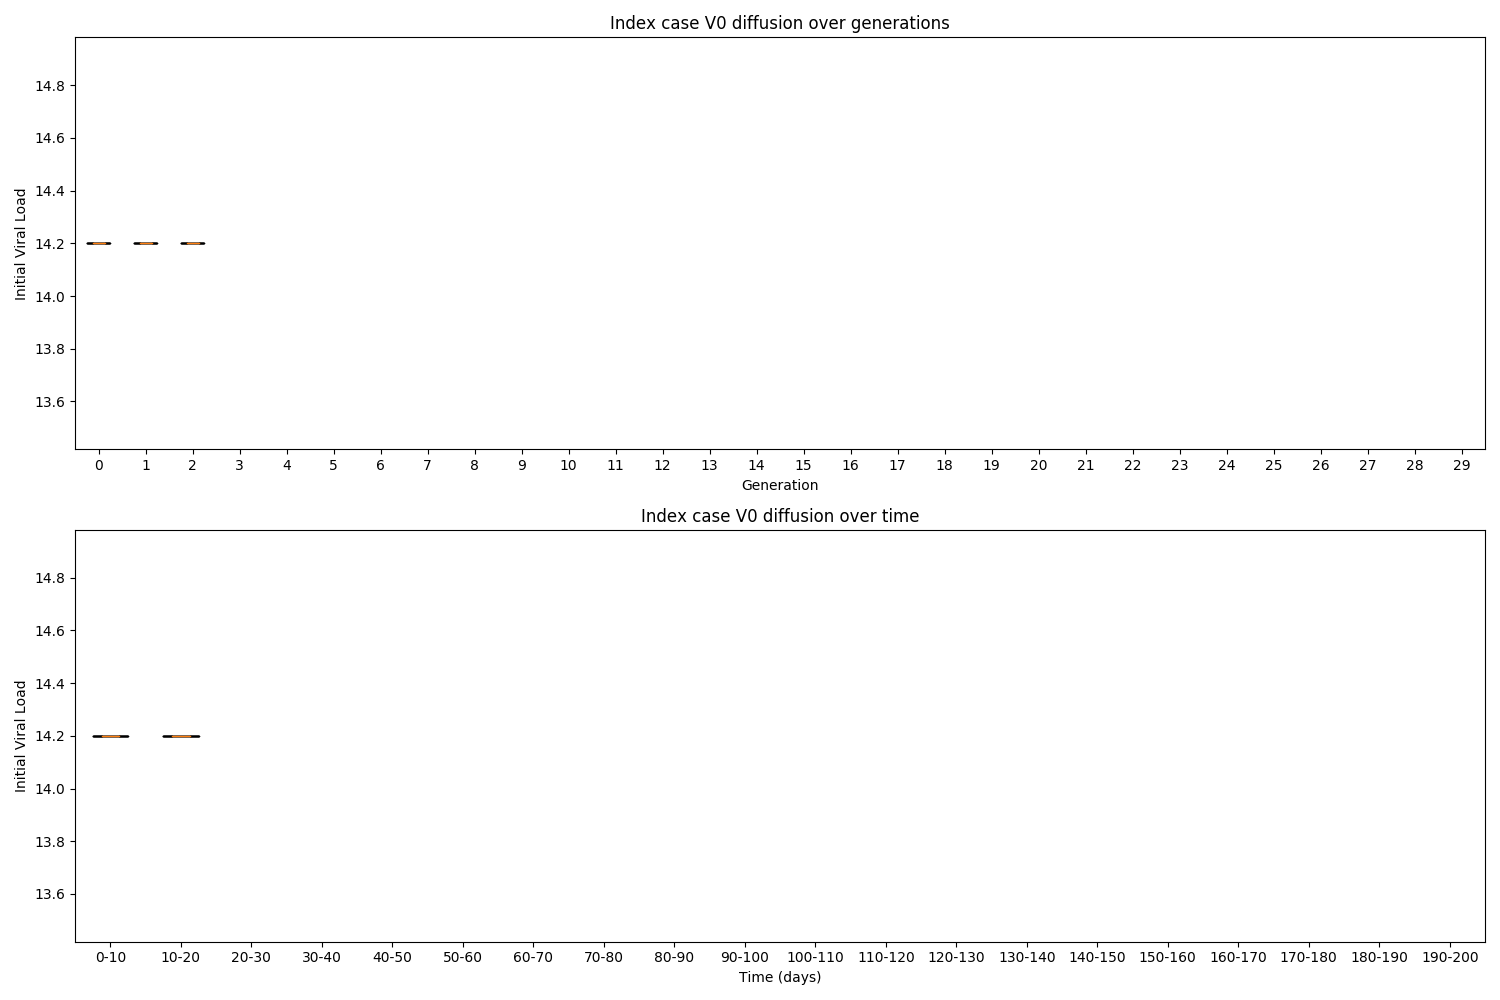 Index case V0 diffusion over generations
Initial Viral Load
14.8
14.6
14.4
14.2
14.0
13.8
13.6
0 1 2 3 4 5 6 7 8 9 10 11 12 13 14 15 16 17 18 19 20 21 22 23 24 25 26 27 28 29
Generation
Index case V0 diffusion over time
Initial Viral Load
14.8
14.6
14.4
14.2
14.0
13.8
13.6
0-10 10-20 20-30 30-40 40-50 50-60 60-70 70-80 80-90 90-100 100-110 110-120 120-130 130-140 140-150 150-160 160-170 170-180 180-190 190-200
Time (days)